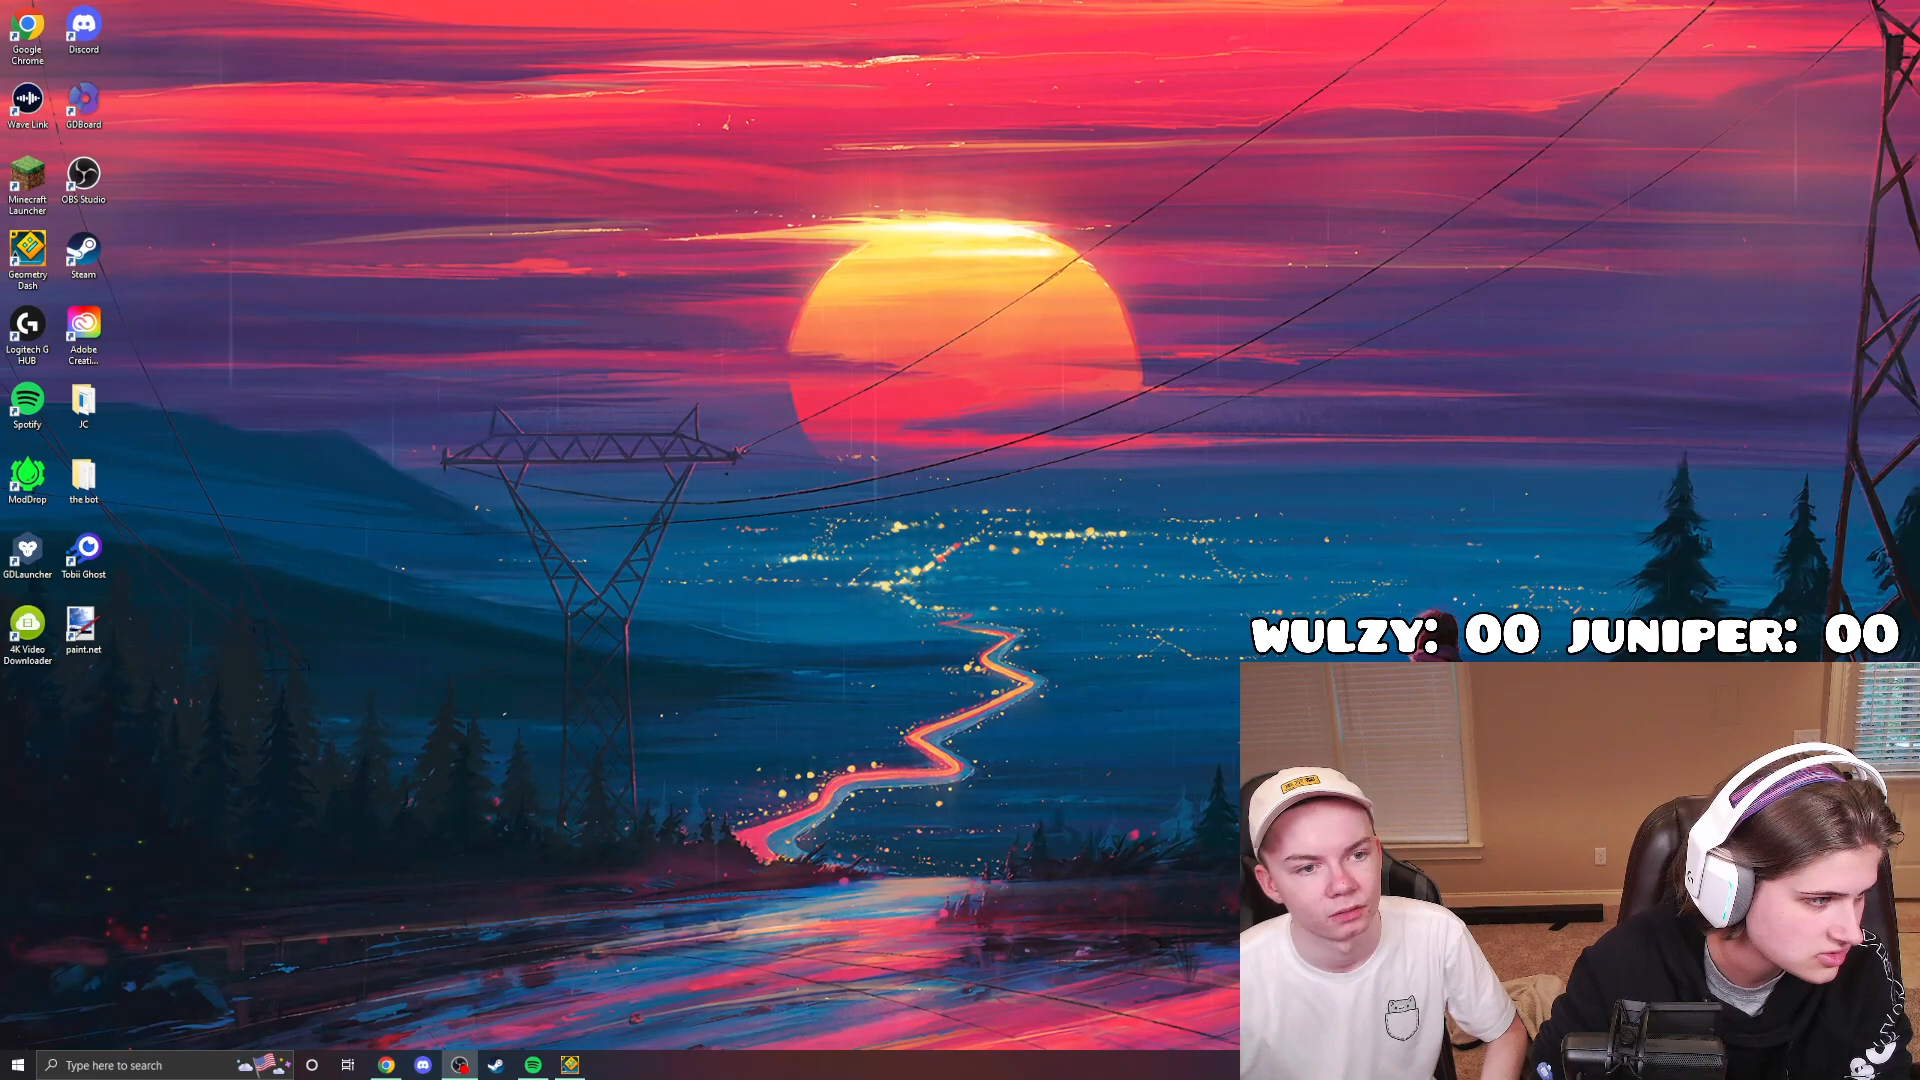 Google
Chrome
Discord
Wave Link
GDBoard
Minecraft
Launcher
OBS Studio
Geometry
Dash
Steam
Logitech G
HUB
Adobe
Creati...
Spotify
JC
ModDrop
the bot
GDLauncher
Tobii Ghost
4K Video
Downloader
paint.net
WULZY: 00 JUNIPER: 00
Type here to search